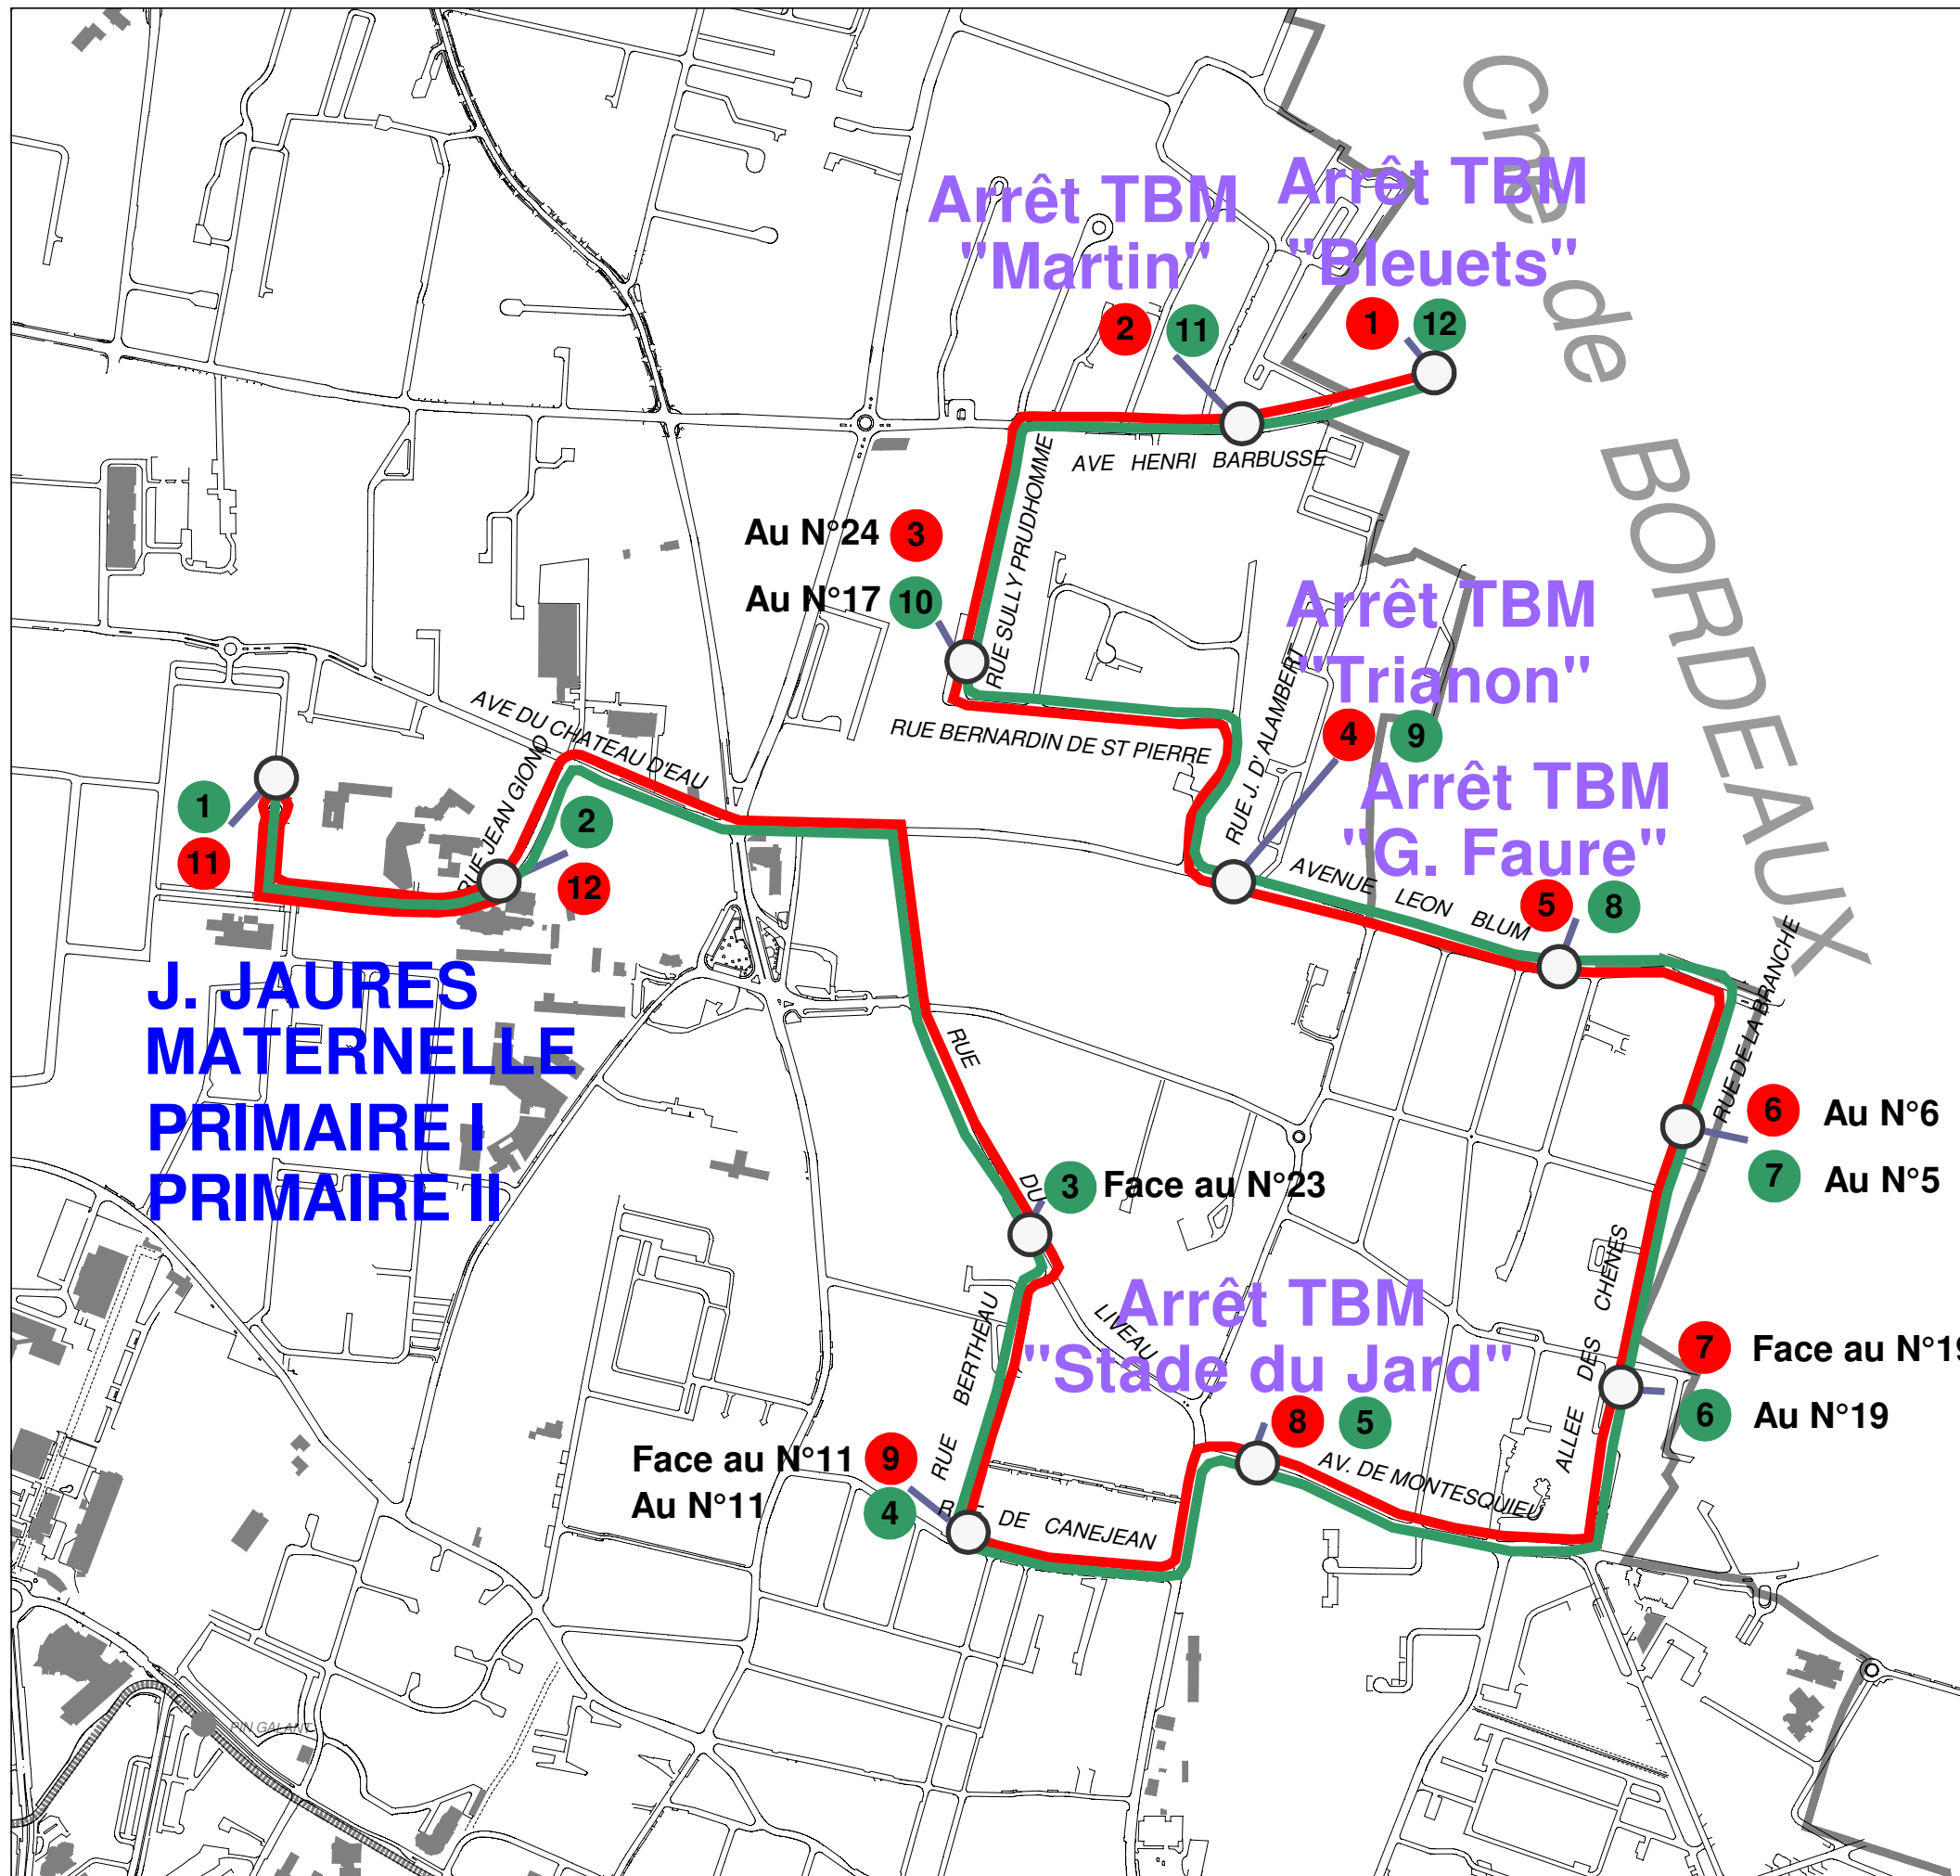 Cne de BORDEAUX
Arrêt TBM
"Martin"
2 11
Arrêt TBM
"Bleuets"
1 12
AVE HENRI BARBUSSE
RUE SULLY PRUDHOMME
Au N°24 3
Au N°17 10
Arrêt TBM
"Trianon"
4 9
RUE BERNARDIN DE ST PIERRE
RUE J. D' ALAMBERT
AVE DU CHATEAU D'EAU
RUE JEAN GIONO
1
11
2
12
Arrêt TBM
"G. Faure"
5 8
AVENUE LEON BLUM
RUE DE LA BRANCHE
J. JAURES
MATERNELLE
PRIMAIRE I
PRIMAIRE II
6 Au N°6
7 Au N°5
RUE DU LIVEAU
3 Face au N°23
ALLEE DES CHENES
Arrêt TBM
"Stade du Jard"
8 5
7 Face au N°19
6 Au N°19
RUE BERTHEAU
AV. DE MONTESQUIEU
Face au N°11 9
Au N°11 4
DE CANEJEAN
PIN GALANT